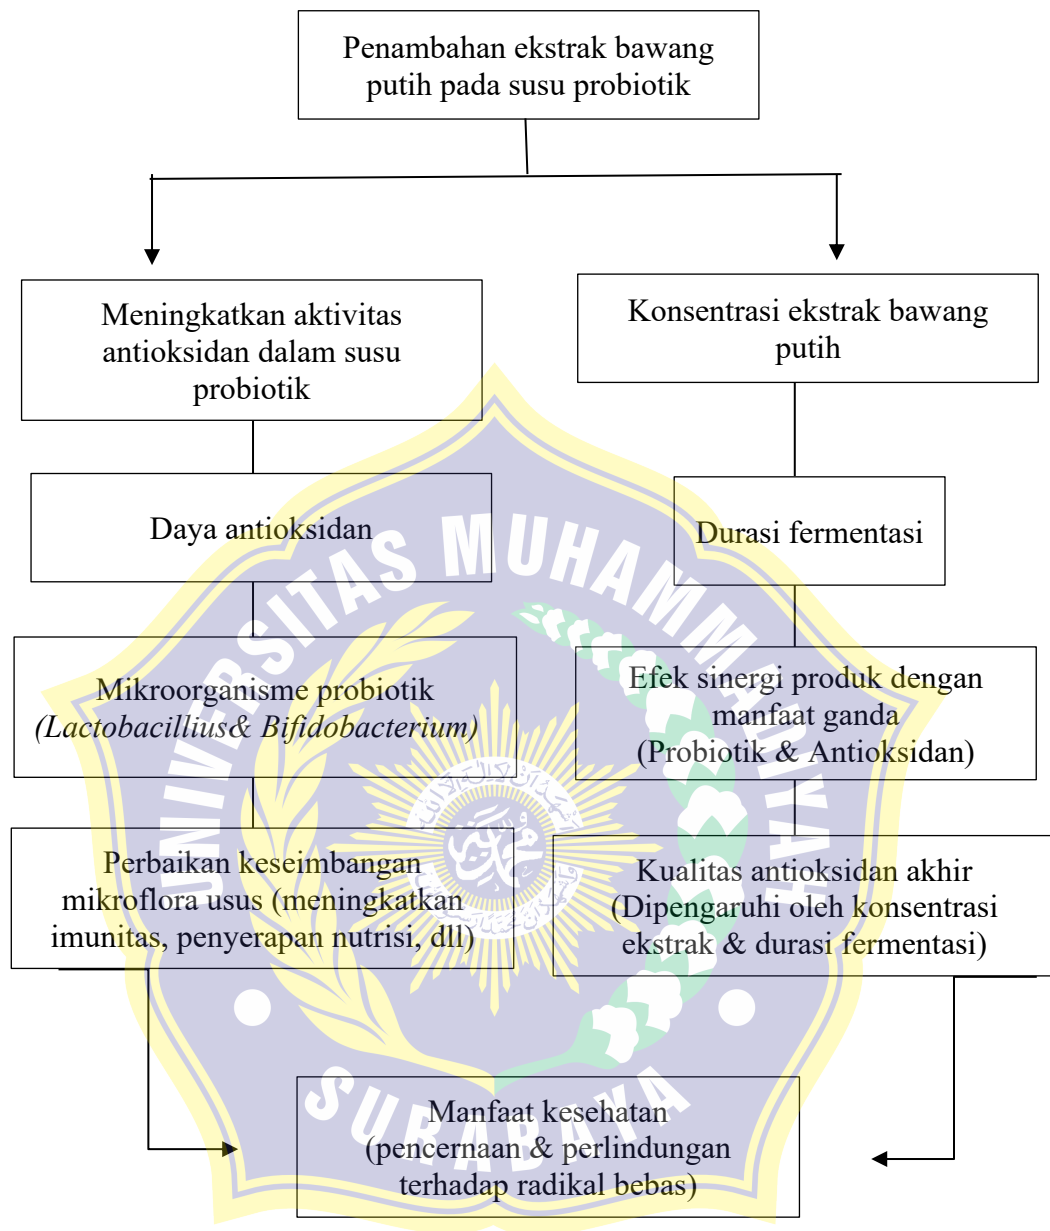 Penambahan ekstrak bawang
putih pada susu probiotik
Meningkatkan aktivitas
antioksidan dalam susu
probiotik
Konsentrasi ekstrak bawang
putih
Daya antioksidan
Durasi fermentasi
Mikroorganisme probiotik
(Lactobacillius& Bifidobacterium)
Efek sinergi produk dengan
manfaat ganda
(Probiotik & Antioksidan)
Perbaikan keseimbangan
mikroflora usus (meningkatkan
imunitas, penyerapan nutrisi, dll)
Kualitas antioksidan akhir
(Dipengaruhi oleh konsentrasi
ekstrak & durasi fermentasi)
Manfaat kesehatan
(pencernaan & perlindungan
terhadap radikal bebas)
UNIVERSITAS MUHAMMADIYAH
SURABAYA